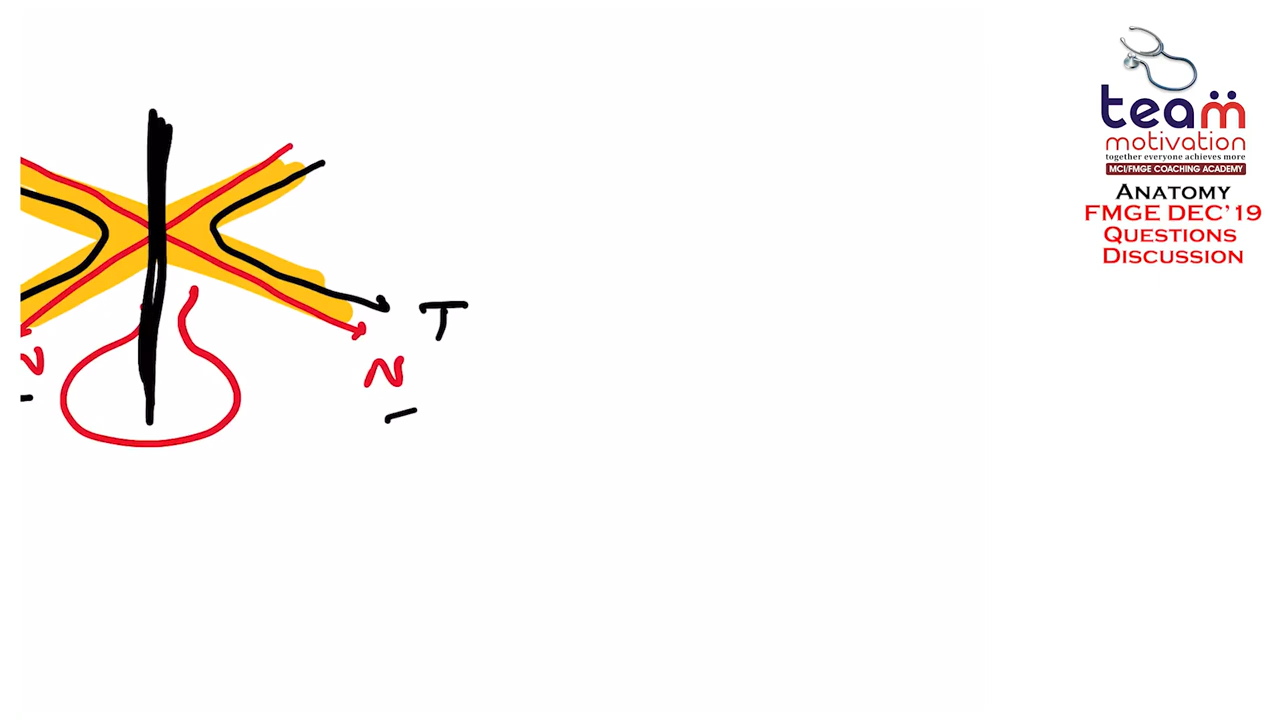 team
motivation
together everyone achieves more
MCI/FMGE COACHING ACADEMY
ANATOMY
FMGE DEC'19
QUESTIONS
DISCUSSION
T
N
N